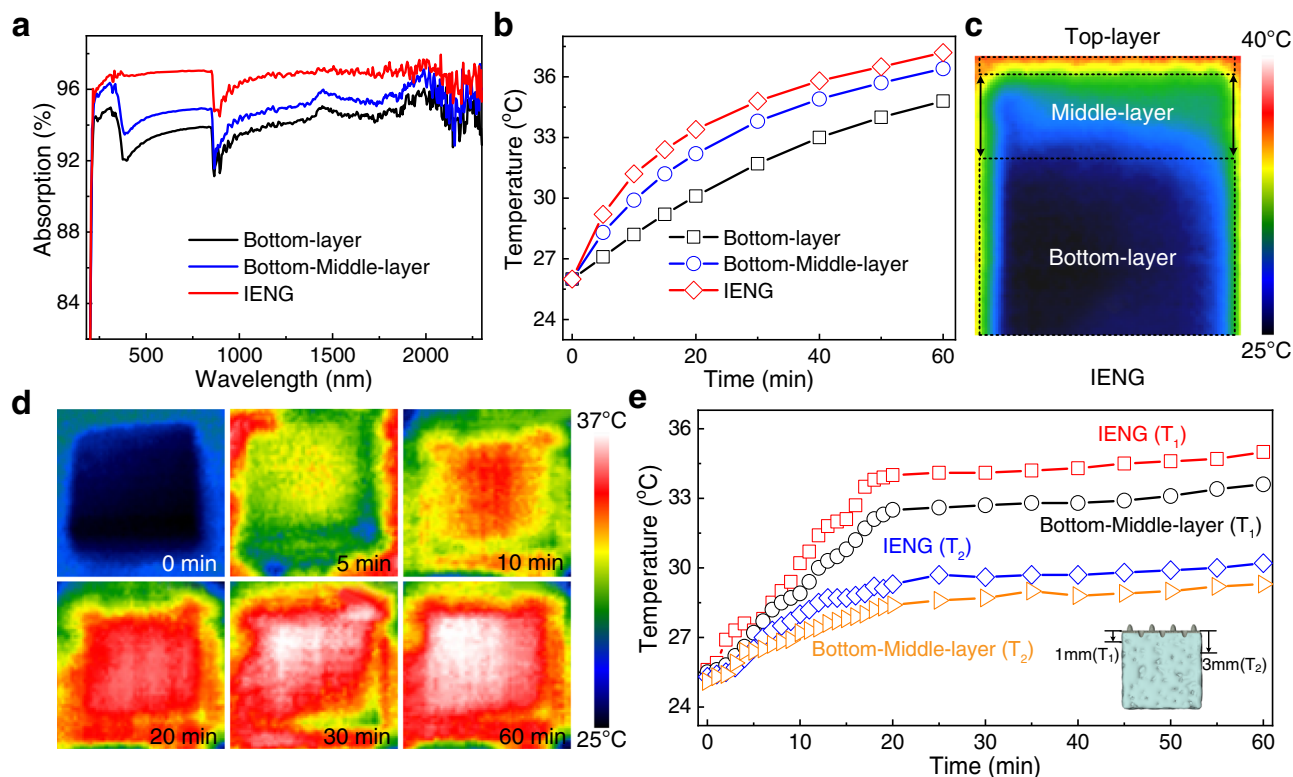 a
Absorption (%)
96
92
88
84
500
1000
1500
2000
Wavelength (nm)
Bottom-layer
Bottom-Middle-layer
IENG
b
Temperature (°C)
36
33
30
27
24
0
20
40
60
Time (min)
Bottom-layer
Bottom-Middle-layer
IENG
c
Top-layer
40°C
Middle-layer
Bottom-layer
25°C
IENG
d
37°C
0 min
5 min
10 min
20 min
30 min
60 min
25°C
e
Temperature (°C)
36
33
30
27
24
0
10
20
30
40
50
60
Time (min)
IENG (T1)
Bottom-Middle-layer (T1)
IENG (T2)
Bottom-Middle-layer (T2)
1mm(T1)
3mm(T2)